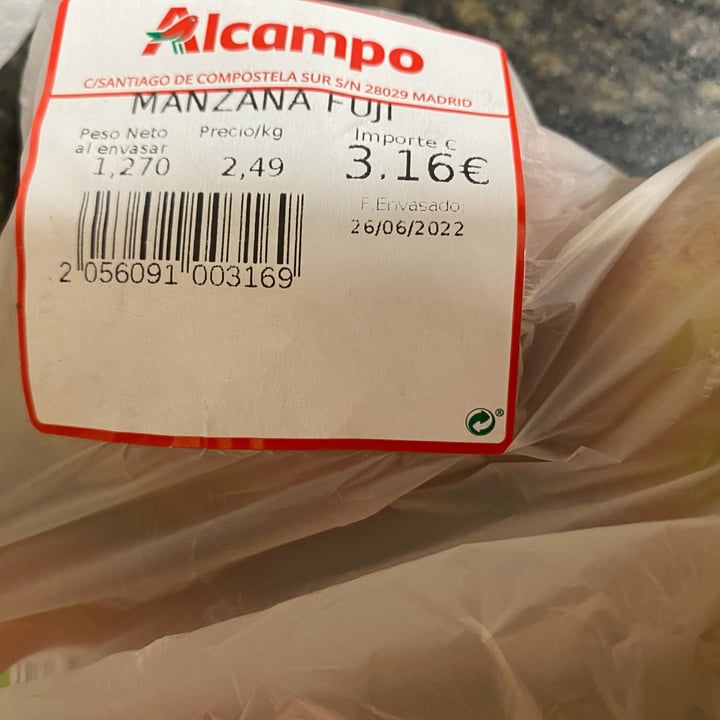 Alcampo
C/SANTIAGO DE COMPOSTELA SUR S/N 28029 MADRID
MANZANA FUJI
Peso Neto al envasar
Precio/kg
Importe €
1,270
2,49
3.16€
F.Envasado:
26/06/2022
2 056091 003169
®